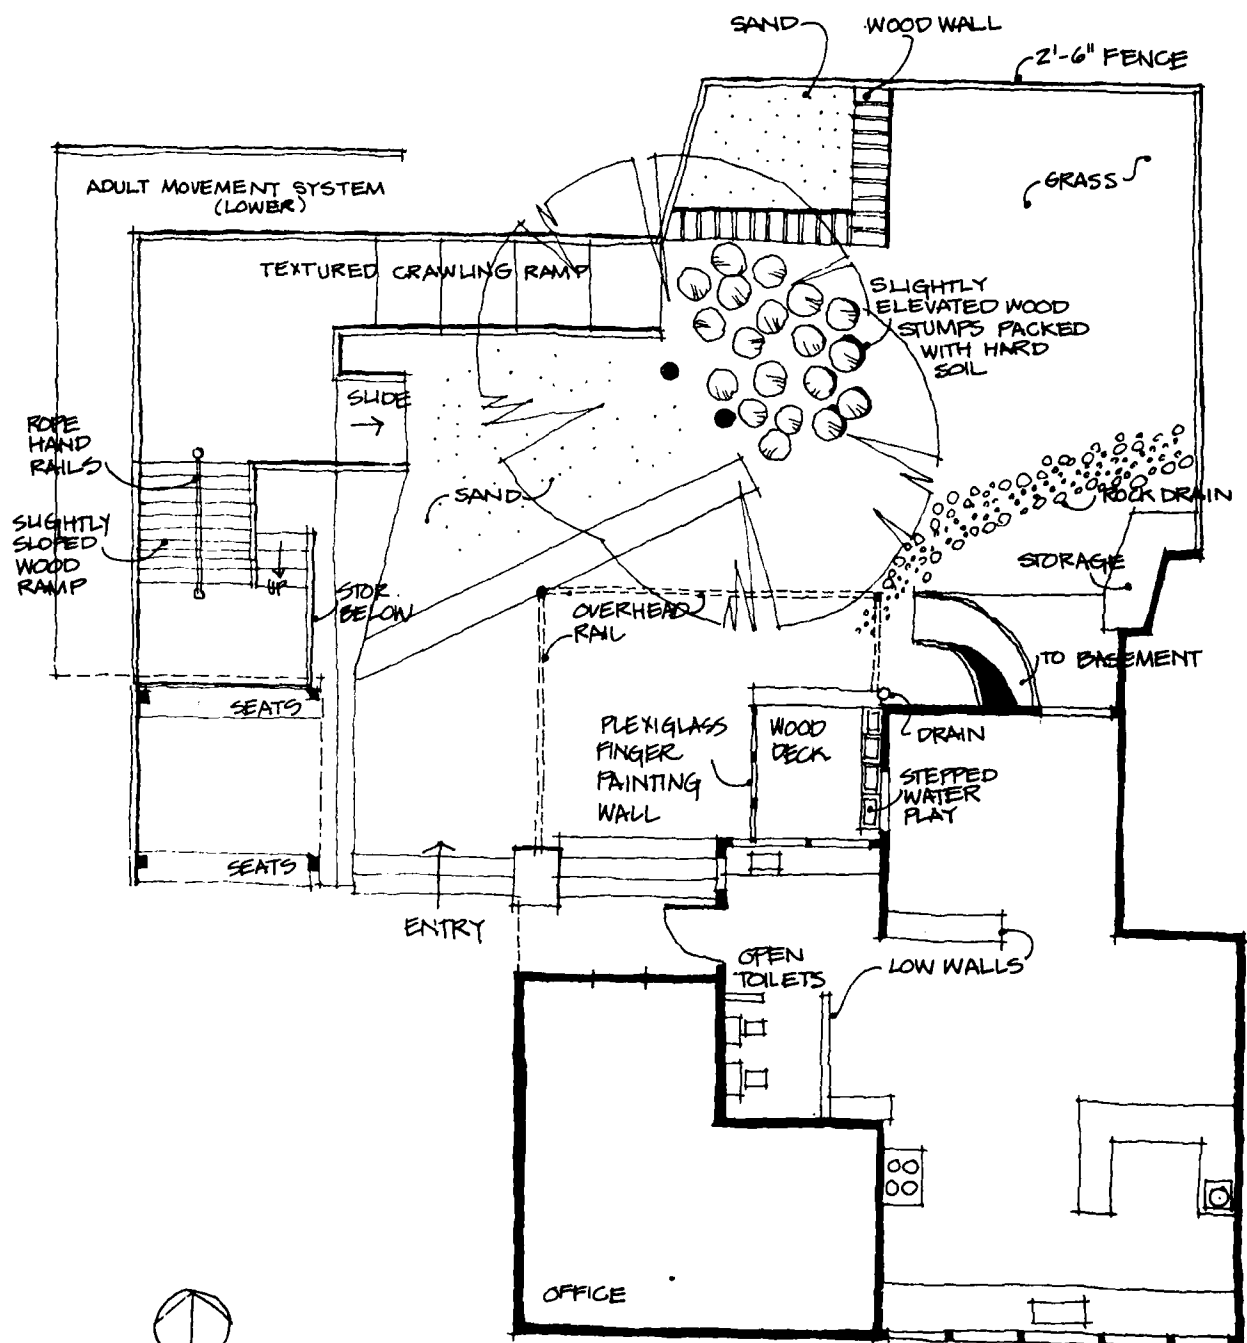 SAND
WOOD WALL
2'-6" FENCE
GRASS
ADULT MOVEMENT SYSTEM
(LOWER)
TEXTURED CRAWLING RAMP
SLIGHTLY
ELEVATED WOOD
STUMPS PACKED
WITH HARD
SOIL
SLIDE
ROPE
HAND
RAILS
SAND
ROCK DRAIN
SLIGHTLY
SLOPED
WOOD
RAMP
UP
STOR.
BELOW
OVERHEAD
RAIL
STORAGE
TO BASEMENT
SEATS
PLEXIGLASS
FINGER
PAINTING
WALL
WOOD
DECK
DRAIN
STEPPED
WATER
PLAY
SEATS
ENTRY
OPEN
TOILETS
LOW WALLS
OFFICE